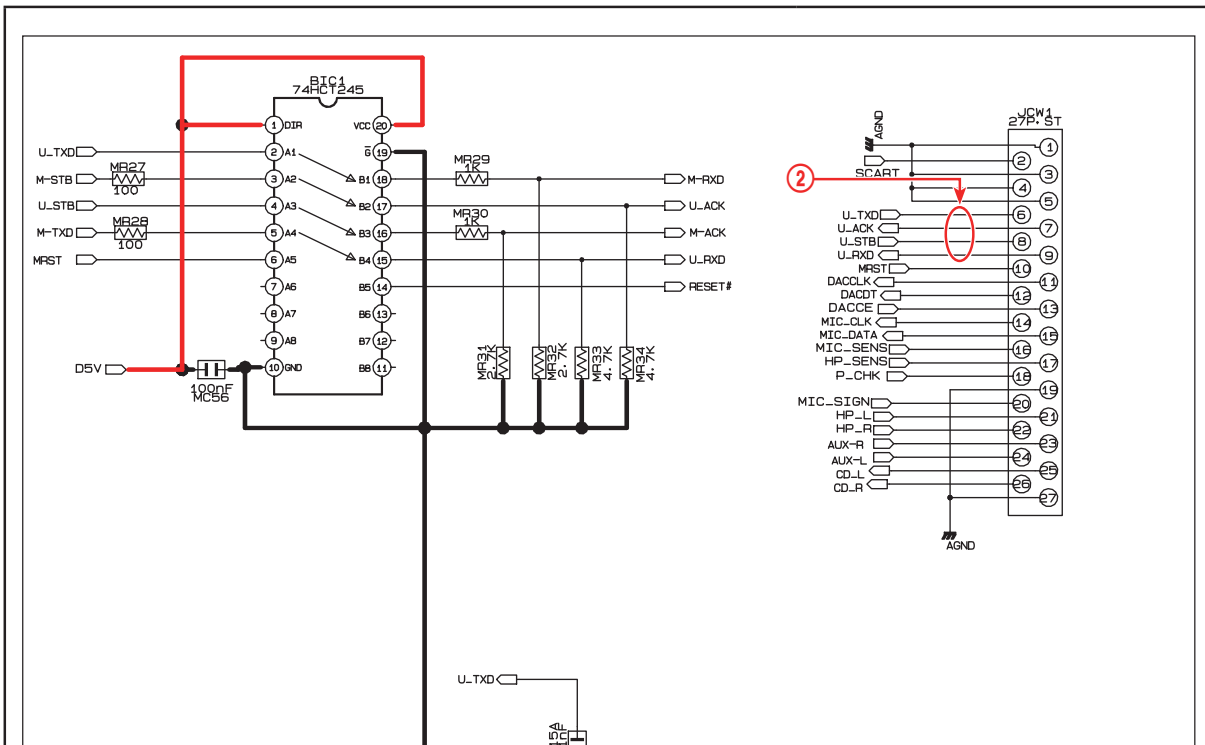 BIC1
74HCT245
1 DIR
VCC 20
2 A1
G 19
3 A2
B1 18
4 A3
B2 17
5 A4
B3 16
6 A5
B4 15
7 A6
B5 14
8 A7
B6 13
9 A8
B7 12
10 GND
B8 11
U_TXD
M-STB
MR27
100
U_STB
M-TXD
MR28
100
MRST
D5V
100nF
MC56
MR29
1K
MR30
1K
M-RXD
U_ACK
M-ACK
U_RXD
RESET#
MR31
2.7K
MR32
2.7K
MR33
4.7K
MR34
4.7K
U_TXD
JCW1
27P.ST
AGND
1
SCART
2
3
4
5
2
U_TXD
6
U_ACK
7
U_STB
8
U_RXD
9
MRST
10
DACCLK
11
DACDT
12
DACCE
13
MIC_CLK
14
MIC_DATA
15
MIC_SENS
16
HP_SENS
17
P_CHK
18
19
MIC_SIGN
20
HP_L
21
HP_R
22
AUX-R
23
AUX-L
24
CD_L
25
CD_R
26
27
AGND